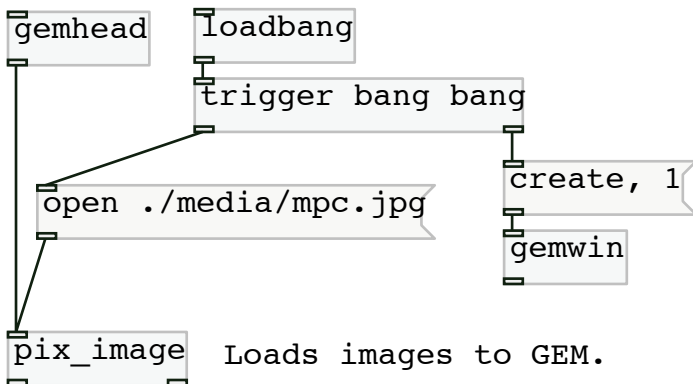 gemhead
loadbang
trigger bang bang
open ./media/mpc.jpg
create, 1
gemwin
pix_image
Loads images to GEM.